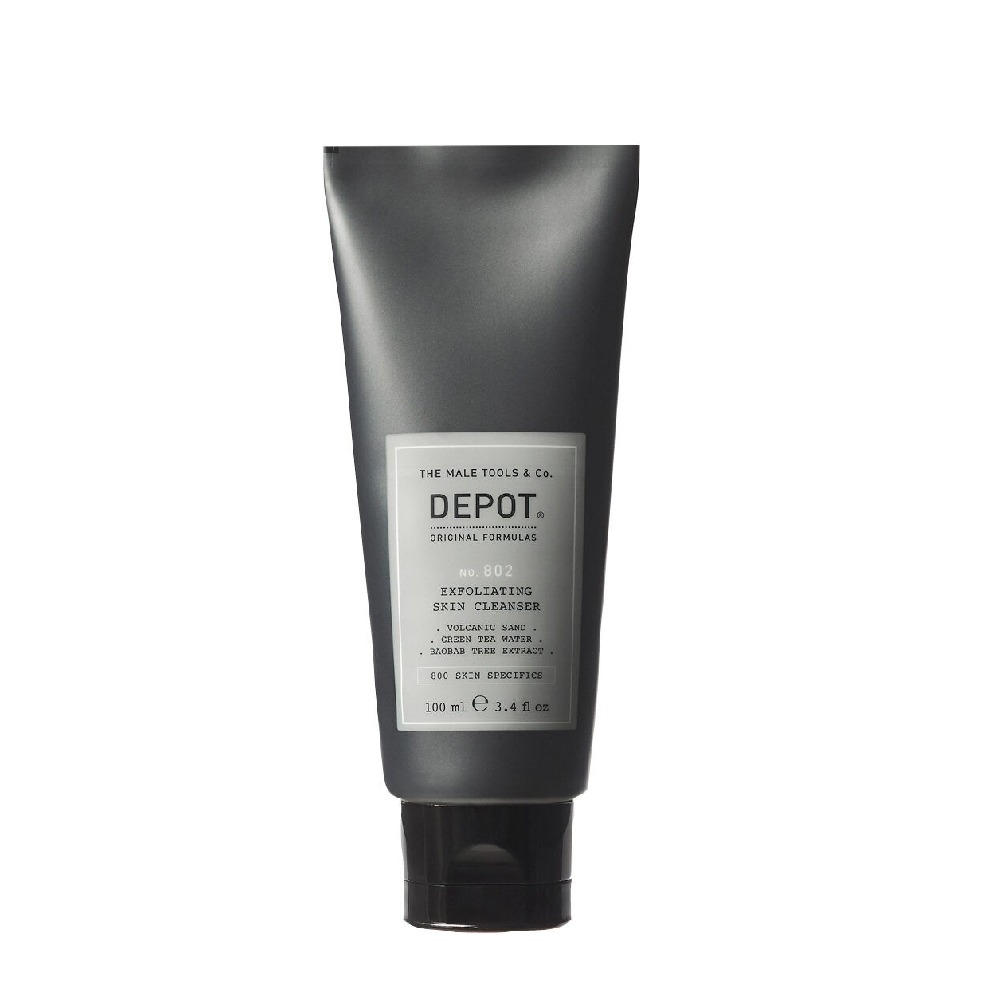 THE MALE TOOLS & Co.
DEPOT®
ORIGINAL FORMULAS
NO. 802
EXFOLIATING
SKIN CLEANSER
. VOLCANIC SAND .
. GREEN TEA WATER .
. BAOBAB TREE EXTRACT .
800 SKIN SPECIFICS
100 ml ℮ 3.4 fl oz